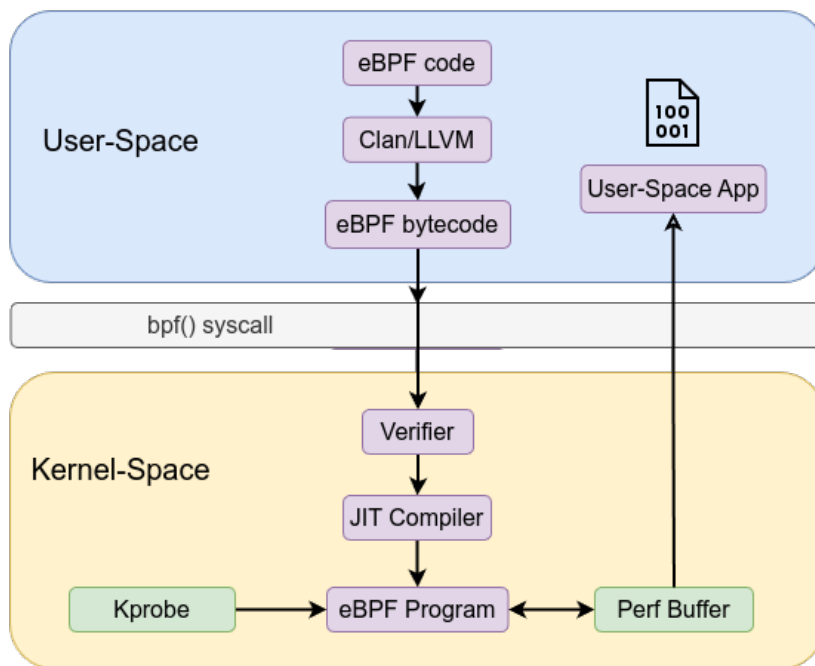 eBPF code
100
001
User-Space
Clan/LLVM
User-Space App
eBPF bytecode
bpf() syscall
Verifier
Kernel-Space
JIT Compiler
Kprobe
eBPF Program
Perf Buffer